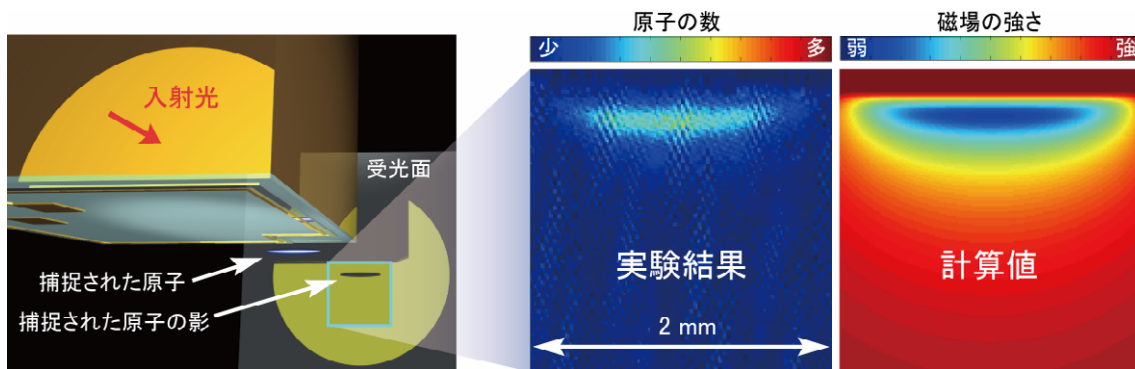 入射光
受光面
捕捉された原子
捕捉された原子の影
原子の数
少 多
実験結果
2 mm
磁場の強さ
弱 強
計算値